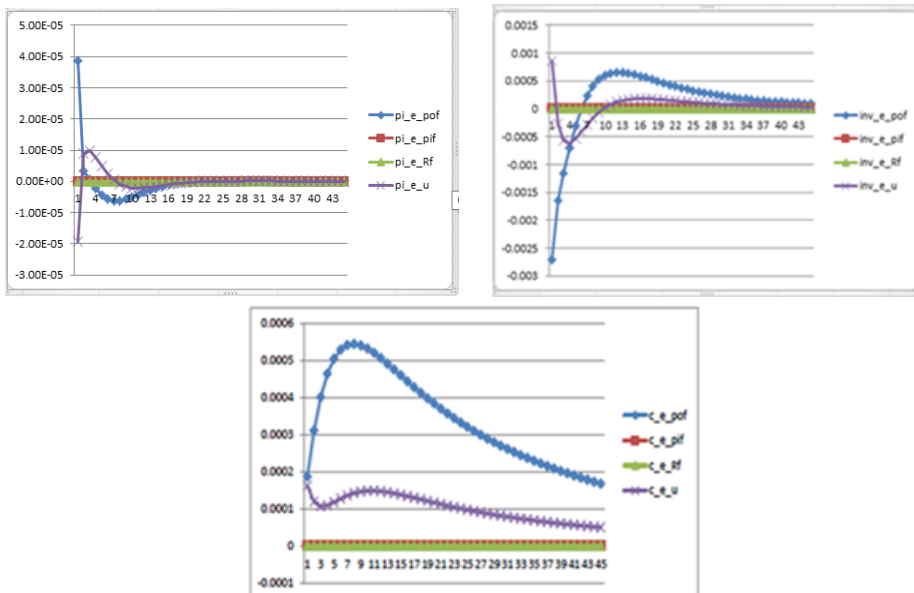 5.00E-05
4.00E-05
3.00E-05
2.00E-05
1.00E-05
0.00E+00
-1.00E-05
-2.00E-05
-3.00E-05
1 4 7 10 13 16 19 22 25 28 31 34 37 40 43
pi_e_pof
pi_e_pif
pi_e_Rf
pi_e_u
0.0015
0.001
0.0005
0
-0.0005
-0.001
-0.0015
-0.002
-0.0025
-0.003
1 4 7 10 13 16 19 22 25 28 31 34 37 40 43
inv_e_pof
inv_e_pif
inv_e_Rf
inv_e_u
0.0006
0.0005
0.0004
0.0003
0.0002
0.0001
0
-0.0001
1 3 5 7 9 11 13 15 17 19 21 23 25 27 29 31 33 35 37 39 41 43 45
c_e_pof
c_e_pif
c_e_Rf
c_e_u